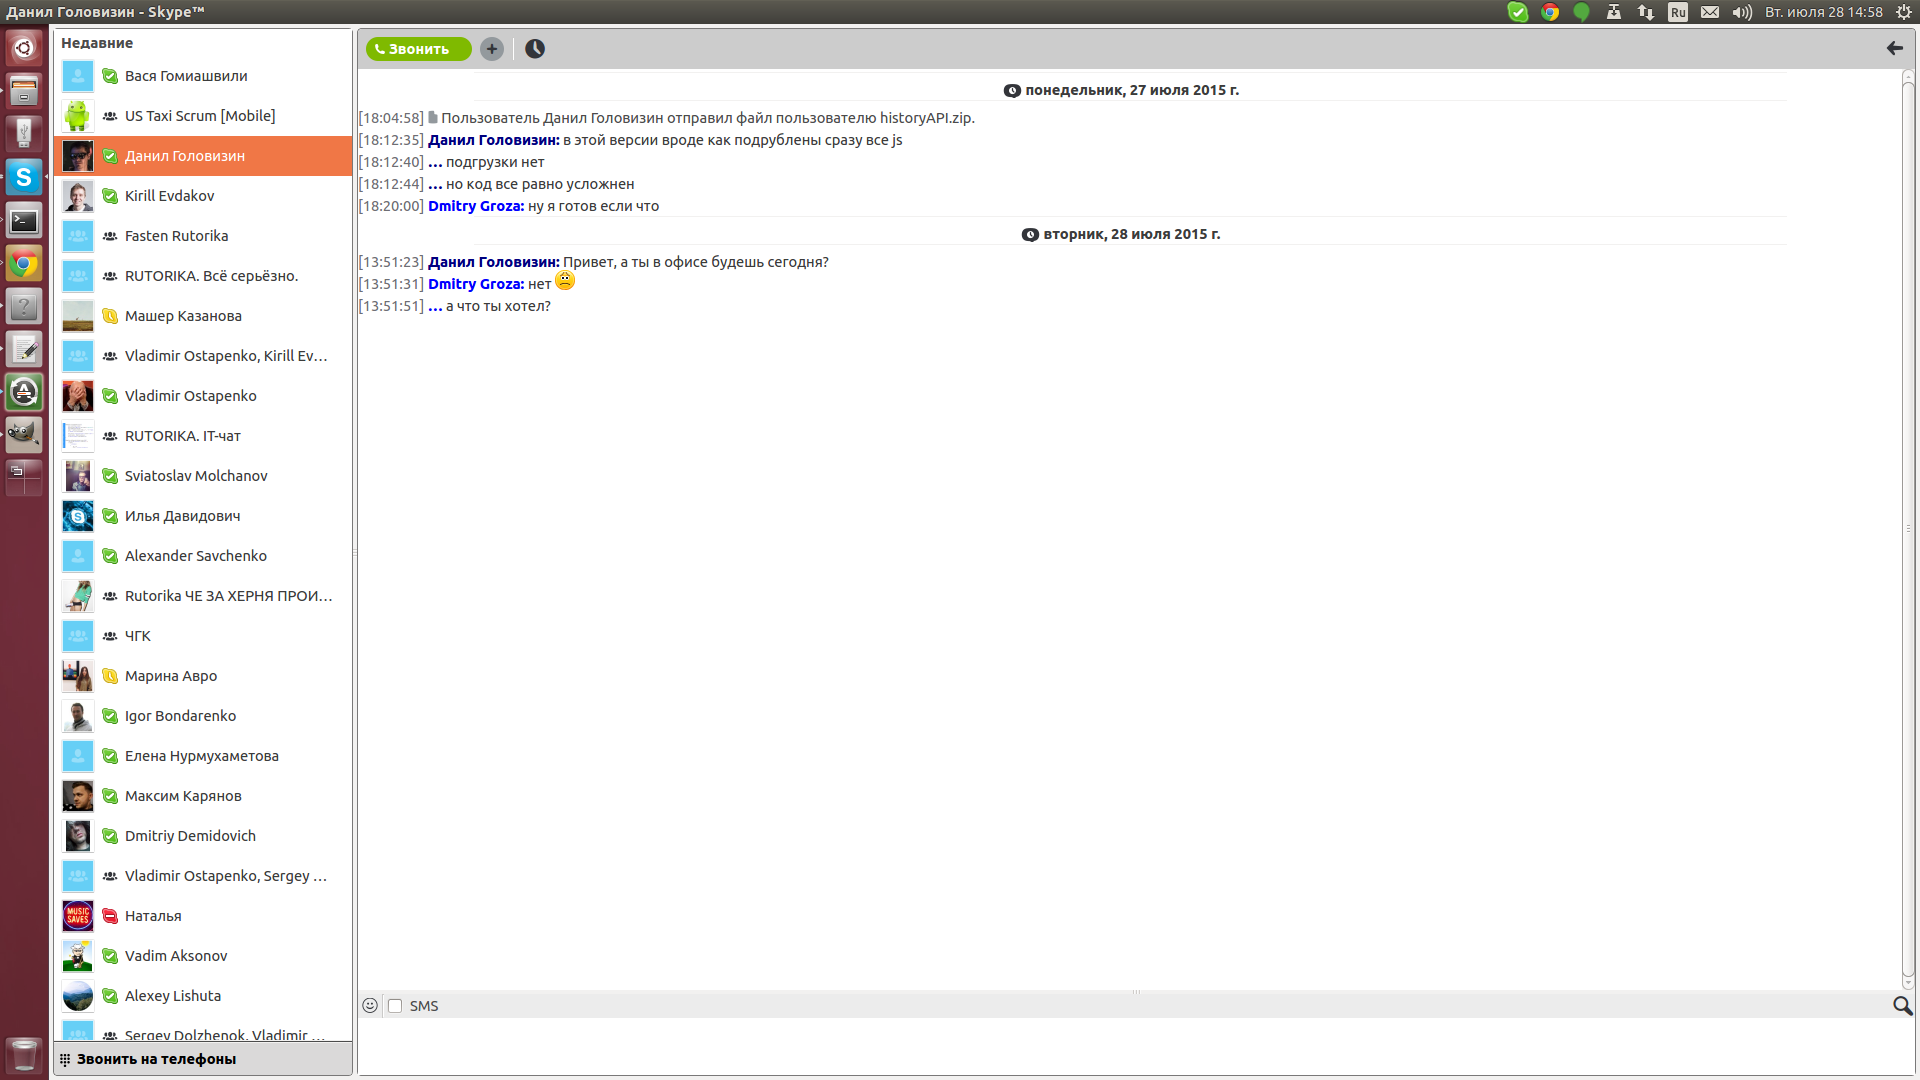 Данил Головизин - Skype™
Ru
Вт. июля 28 14:58
Недавние
Вася Гомиашвили
US Taxi Scrum [Mobile]
Данил Головизин
Kirill Evdakov
Fasten Rutorika
RUTORIKA. Всё серьёзно.
Машер Казанова
Vladimir Ostapenko, Kirill Ev...
Vladimir Ostapenko
RUTORIKA. IT-чат
Sviatoslav Molchanov
Илья Давидович
Alexander Savchenko
Rutorika ЧЕ ЗА ХЕРНЯ ПРОИ...
ЧГК
Марина Авро
Igor Bondarenko
Елена Нурмухаметова
Максим Карянов
Dmitriy Demidovich
Vladimir Ostapenko, Sergey ...
MUSIC SAVES
Наталья
Vadim Aksonov
Alexey Lishuta
Sergey Dolzhenok, Vladimir ...
Звонить на телефоны
Звонить
понедельник, 27 июля 2015 г.
[18:04:58] Пользователь Данил Головизин отправил файл пользователю historyAPI.zip.
[18:12:35] Данил Головизин: в этой версии вроде как подрублены сразу все js
[18:12:40] ... подгрузки нет
[18:12:44] ... но код все равно усложнен
[18:20:00] Dmitry Groza: ну я готов если что
вторник, 28 июля 2015 г.
[13:51:23] Данил Головизин: Привет, а ты в офисе будешь сегодня?
[13:51:31] Dmitry Groza: нет
[13:51:51] ... а что ты хотел?
SMS